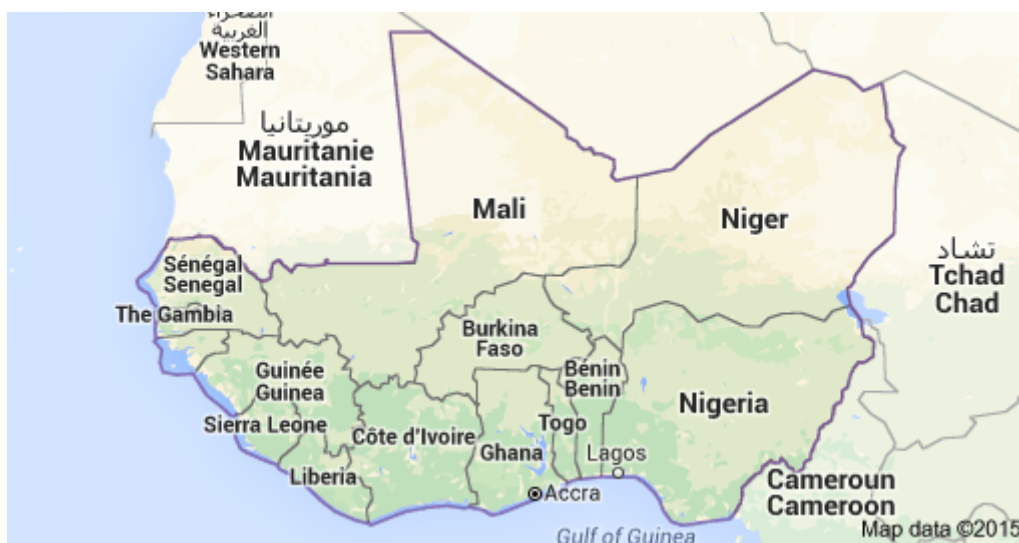 الصحراء
الغربية
Western
Sahara
موريتانيا
Mauritanie
Mauritania
Mali
Niger
تشاد
Tchad
Chad
Sénégal
Senegal
The Gambia
Burkina
Faso
Guinée
Guinea
Bénin
Benin
Nigeria
Sierra Leone
Côte d'Ivoire
Ghana
Togo
Lagos
Liberia
Accra
Cameroun
Cameroon
Gulf of Guinea
Map data ©2015